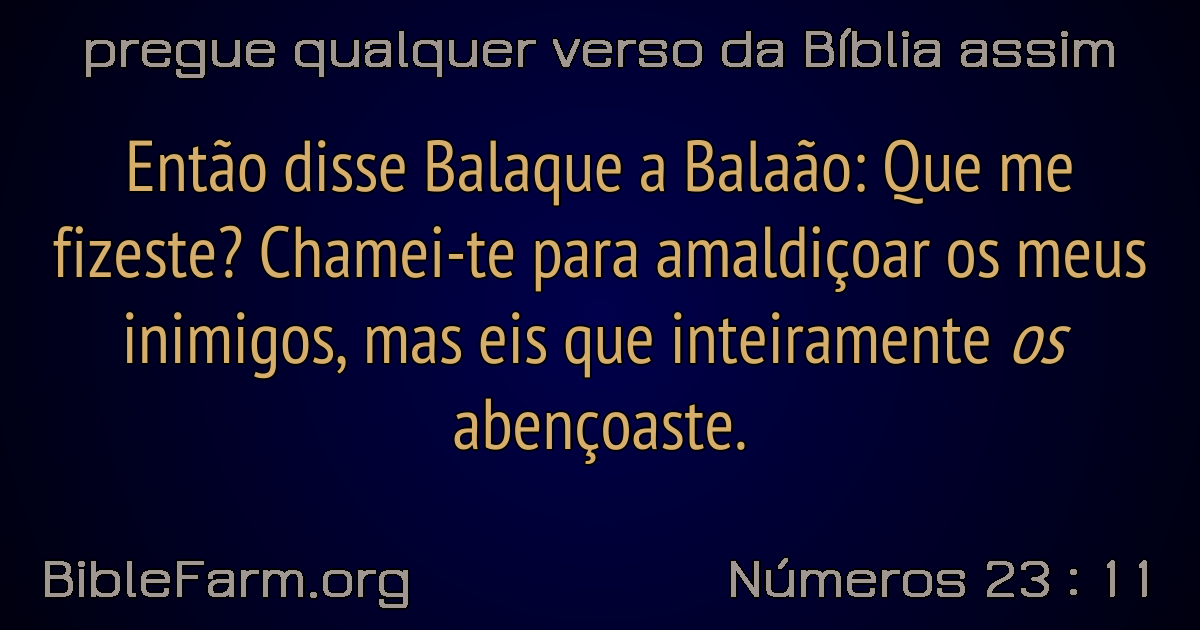 pregue qualquer verso da Bíblia assim
Então disse Balaque a Balaão: Que me
fizeste? Chamei-te para amaldiçoar os meus
inimigos, mas eis que inteiramente os
abençoaste.
BibleFarm.org
Números 23 : 11